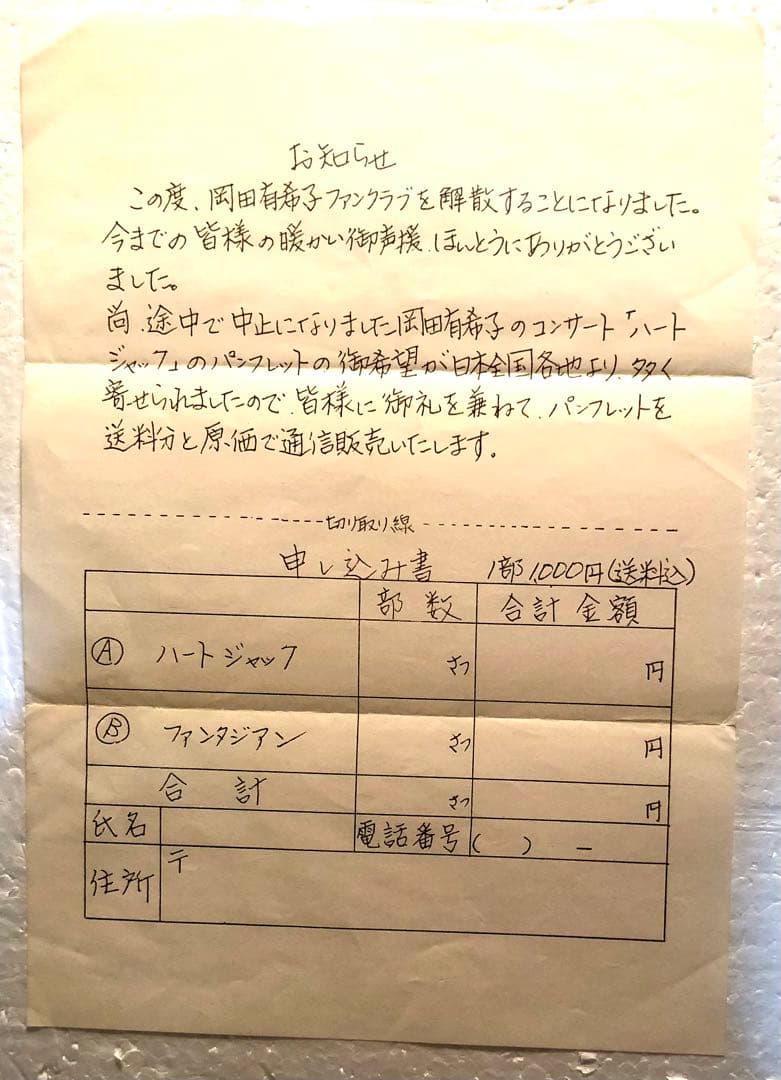 お知らせ
この度、岡田有希子ファンクラブを解散することになりました。
今までの皆様の暖かい御声援、ほんとうにありがとうござい
ました。
尚、途中で中止になりました岡田有希子のコンサート「ハート
ジャック」のパンフレットの御希望が日本全国各地より、多く
寄せられましたので、皆様に御礼を兼ねて、パンフレットを
送料分と原価で通信販売いたします。
切り取り線
申し込み書 1部1,000円(送料込)
部数 合計金額
Ⓐ ハートジャック さつ 円
Ⓑ ファンタジアン さつ 円
合計 さつ 円
氏名 電話番号 ( ) −
住所 〒